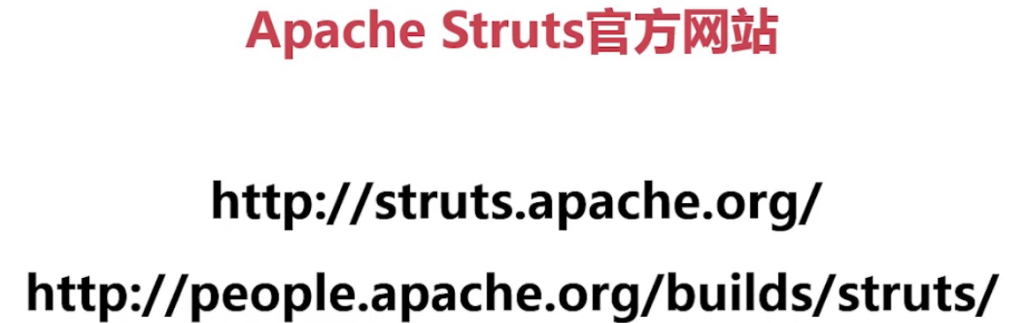 Apache Struts官方网站
http://struts.apache.org/
http://people.apache.org/builds/struts/